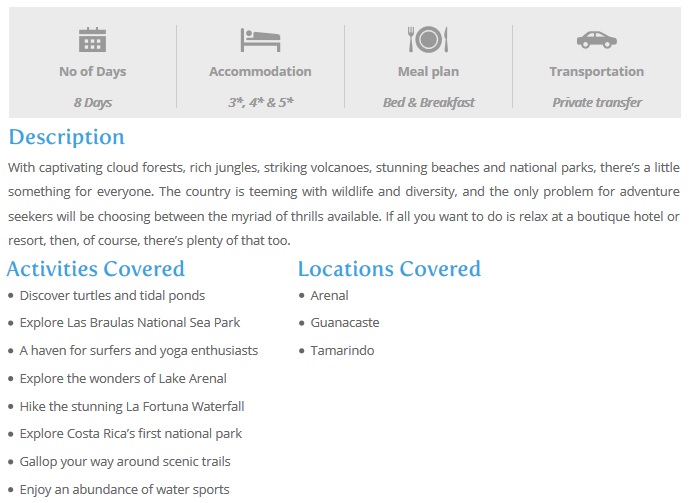 No of Days
Accommodation
Meal plan
Transportation
8 Days
3*, 4* & 5*
Bed & Breakfast
Private transfer
Description
With captivating cloud forests, rich jungles, striking volcanoes, stunning beaches and national parks, there's a little
something for everyone. The country is teeming with wildlife and diversity, and the only problem for adventure
seekers will be choosing between the myriad of thrills available. If all you want to do is relax at a boutique hotel or
resort, then, of course, there's plenty of that too.
Activities Covered
• Discover turtles and tidal ponds
• Explore Las Braulas National Sea Park
• A haven for surfers and yoga enthusiasts
• Explore the wonders of Lake Arenal
• Hike the stunning La Fortuna Waterfall
• Explore Costa Rica's first national park
• Gallop your way around scenic trails
• Enjoy an abundance of water sports
Locations Covered
• Arenal
• Guanacaste
• Tamarindo